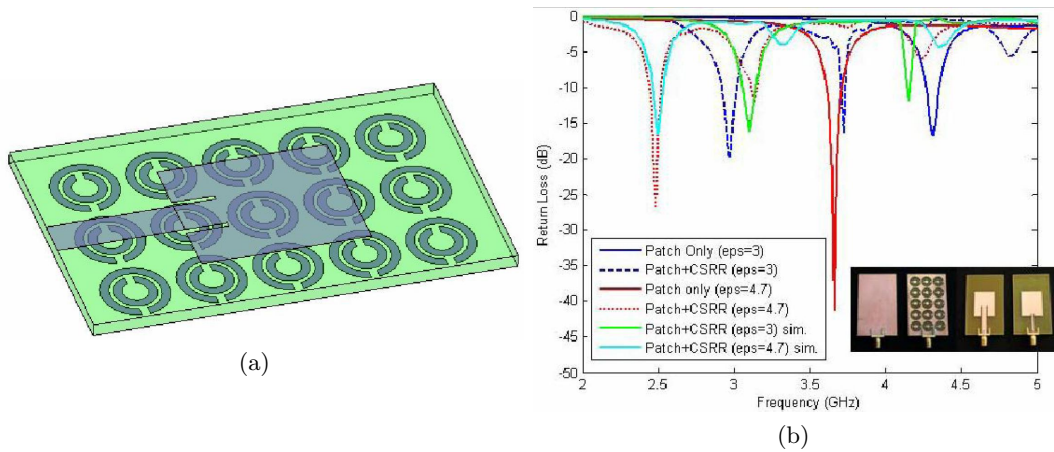 (a)
Return Loss (dB)
0
-5
-10
-15
-20
-25
-30
-35
-40
-45
-50
Patch Only (eps=3)
Patch+CSRR (eps=3)
Patch only (eps=4.7)
Patch+CSRR (eps=4.7)
Patch+CSRR (eps=3) sim.
Patch+CSRR (eps=4.7) sim.
2
2.5
3
3.5
4
4.5
5
Frequency (GHz)
(b)